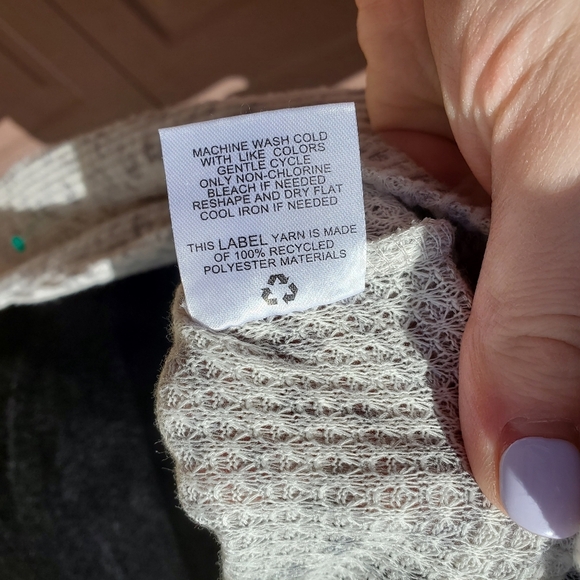 MACHINE WASH COLD
WITH LIKE COLORS
GENTLE CYCLE
ONLY NON-CHLORINE
BLEACH IF NEEDED
RESHAPE AND DRY FLAT
COOL IRON IF NEEDED
THIS LABEL YARN IS MADE
OF 100% RECYCLED
POLYESTER MATERIALS